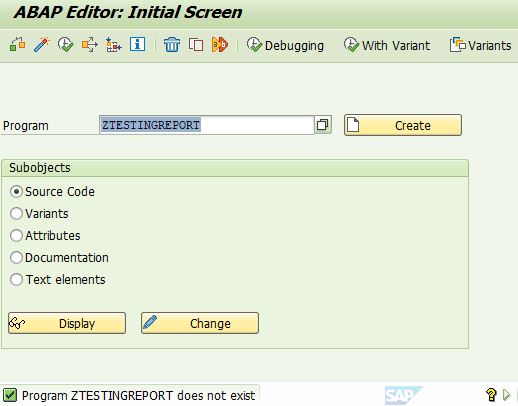 ABAP Editor: Initial Screen
Debugging With Variant Variants
Program ZTESTINGREPORT Create
Subobjects
Source Code
Variants
Attributes
Documentation
Text elements
Display Change
Program ZTESTINGREPORT does not exist SAP